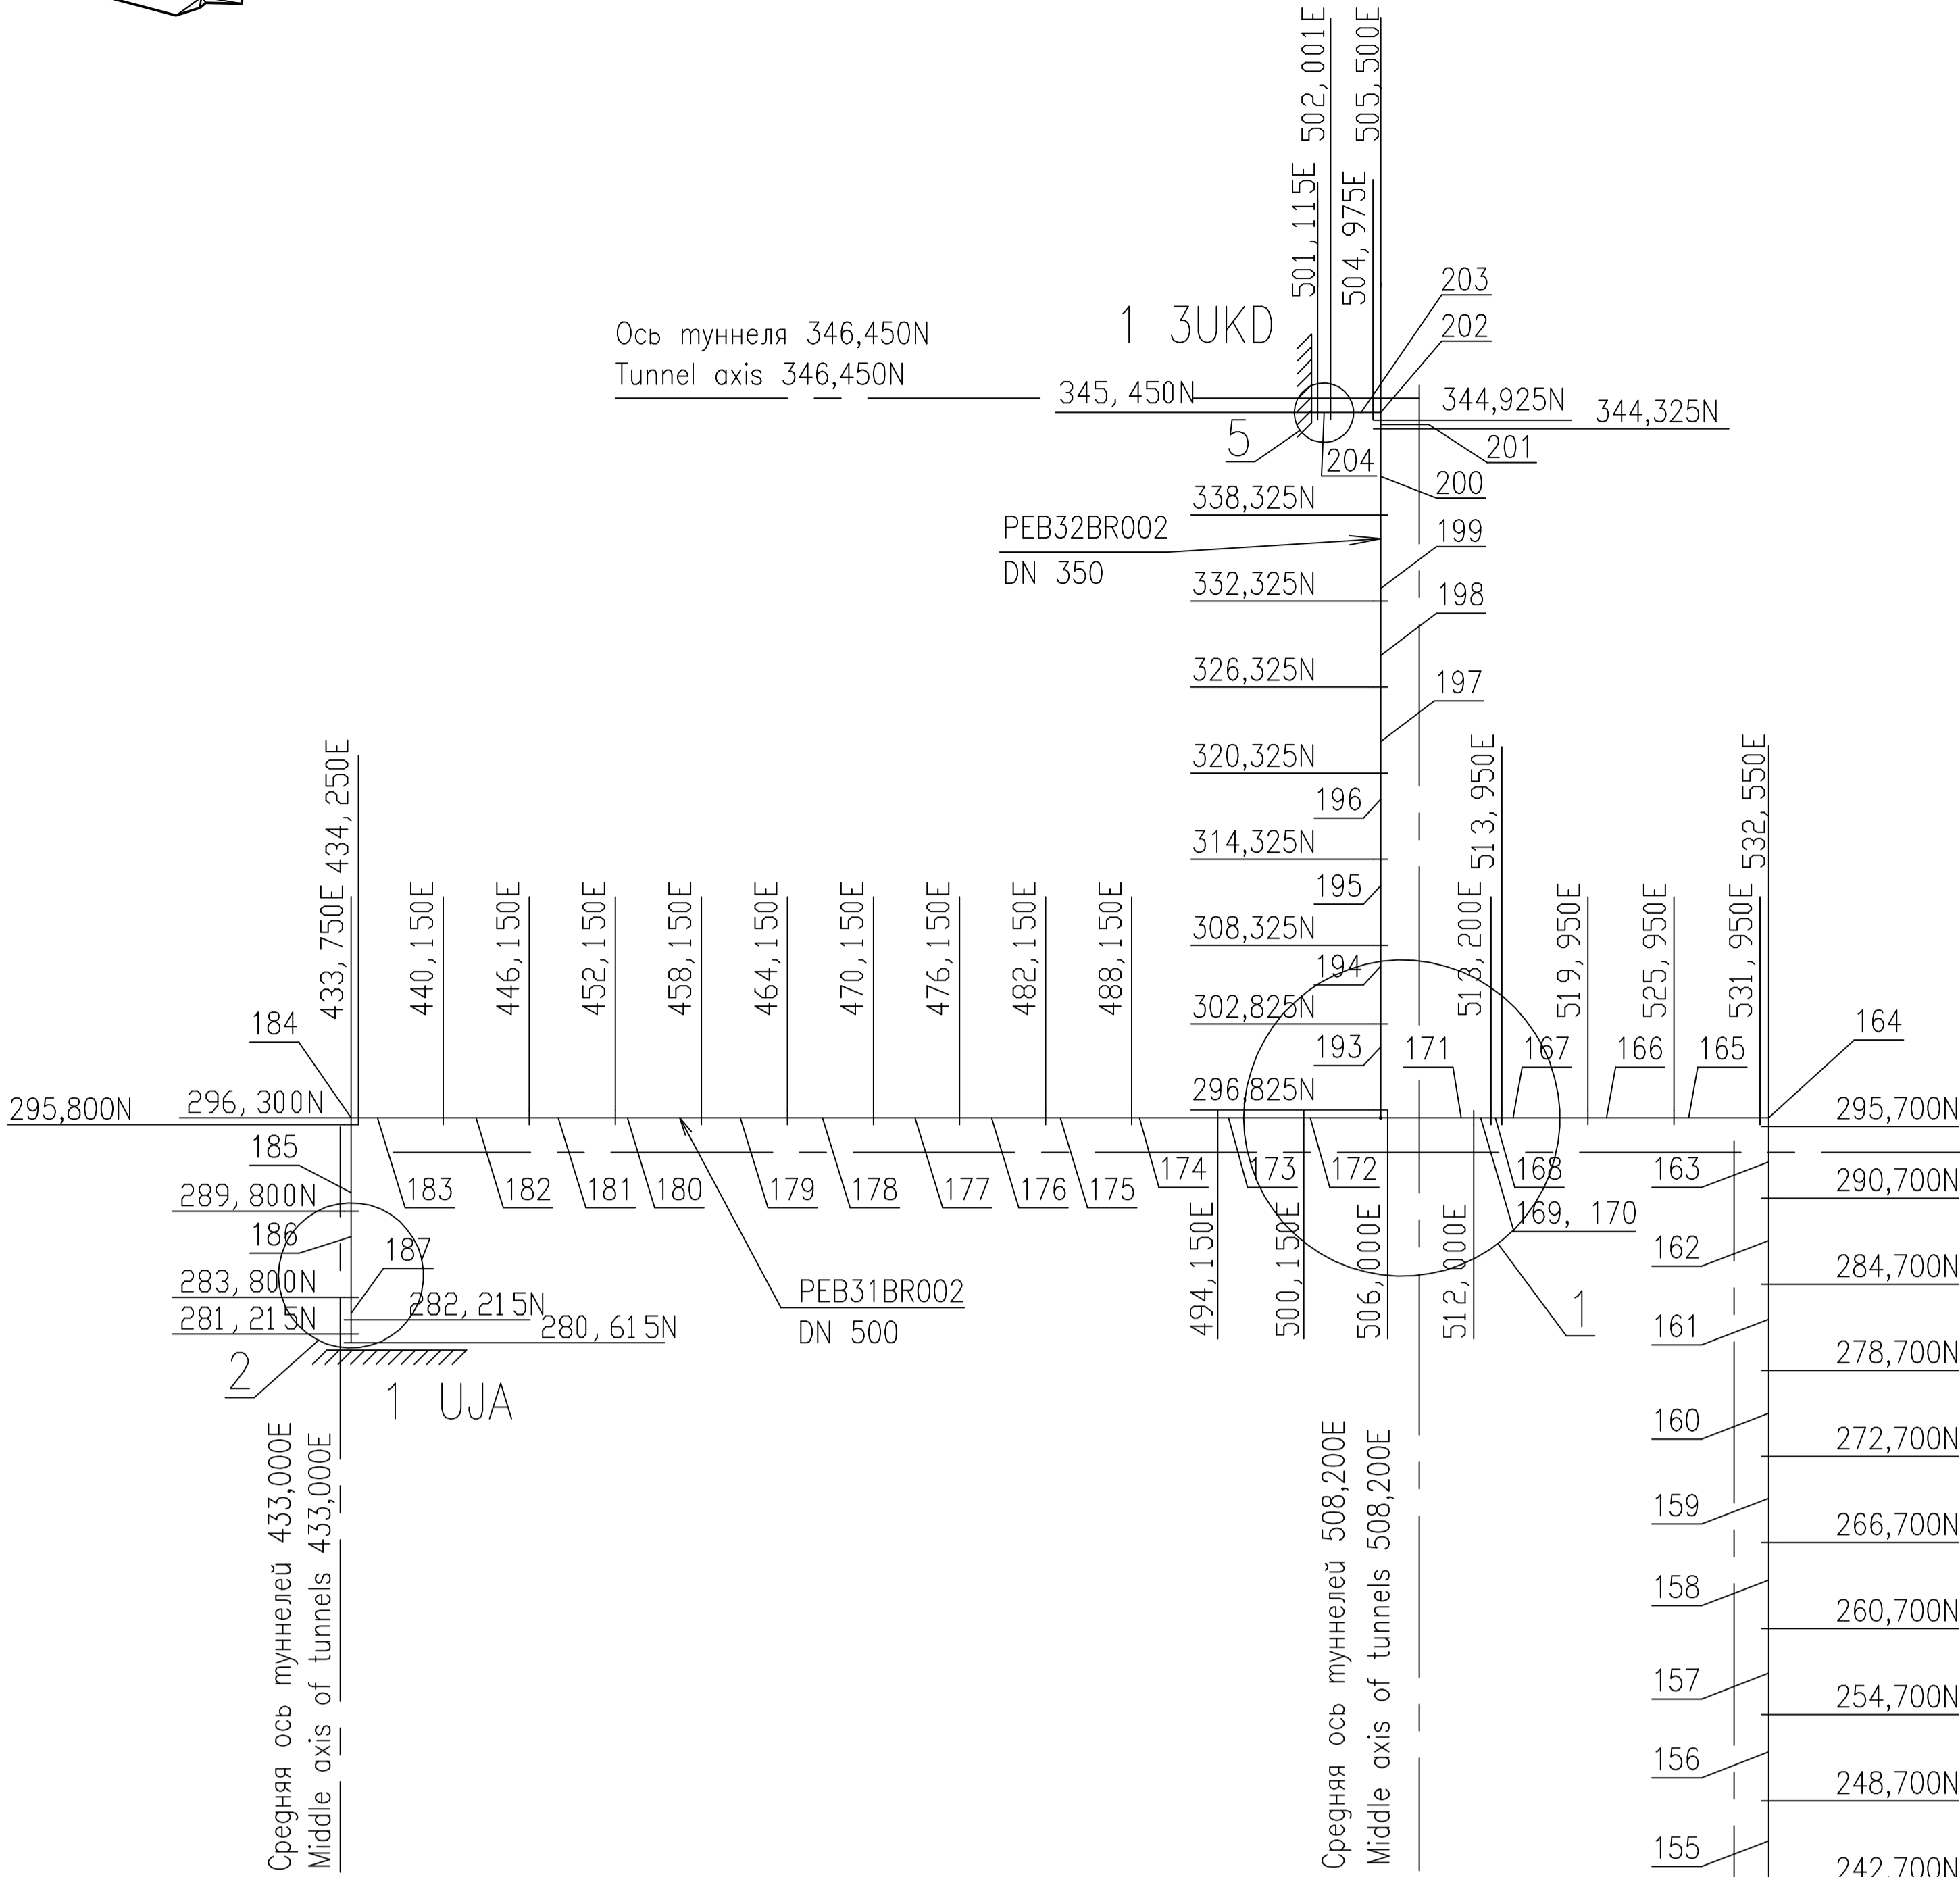 502,001E
505,500E
501,115E
504,975E
203
1 3UKD
202
Ось туннеля 346,450N
Tunnel axis 346,450N
345,450N
344,925N
344,325N
5
201
204
200
338,325N
PEB32BR002
DN 350
199
332,325N
198
326,325N
197
320,325N
196
314,325N
195
308,325N
194
302,825N
193
296,825N
433,750E
434,250E
440,150E
446,150E
452,150E
458,150E
464,150E
470,150E
476,150E
482,150E
488,150E
513,200E
513,950E
519,950E
525,950E
531,950E
532,550E
184
171
167
166
165
164
295,800N
296,300N
295,700N
185
183
182
181
180
179
178
177
176
175
174
173
172
168
163
290,700N
289,800N
169, 170
186
187
162
284,700N
283,800N
282,215N
281,215N
280,615N
PEB31BR002
DN 500
494,150E
500,150E
506,000E
512,000E
1
161
278,700N
2
1 UJA
160
272,700N
Средняя ось туннелей 433,000E
Middle axis of tunnels 433,000E
Средняя ось туннелей 508,200E
Middle axis of tunnels 508,200E
159
266,700N
158
260,700N
157
254,700N
156
248,700N
155
242,700N